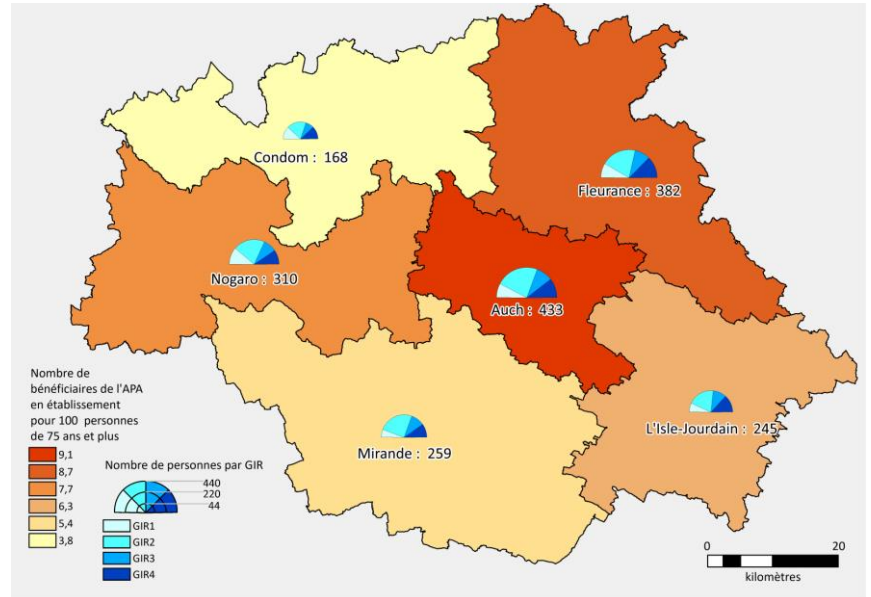 Condom : 168
Fleurance : 382
Nogaro : 310
Auch : 433
Mirande : 259
L'Isle-Jourdain : 245
Nombre de
bénéficiaires de l'APA
en établissement
pour 100 personnes
de 75 ans et plus
9,1
8,7
7,7
6,3
5,4
3,8
Nombre de personnes par GIR
440
220
44
GIR1
GIR2
GIR3
GIR4
0 20
kilomètres